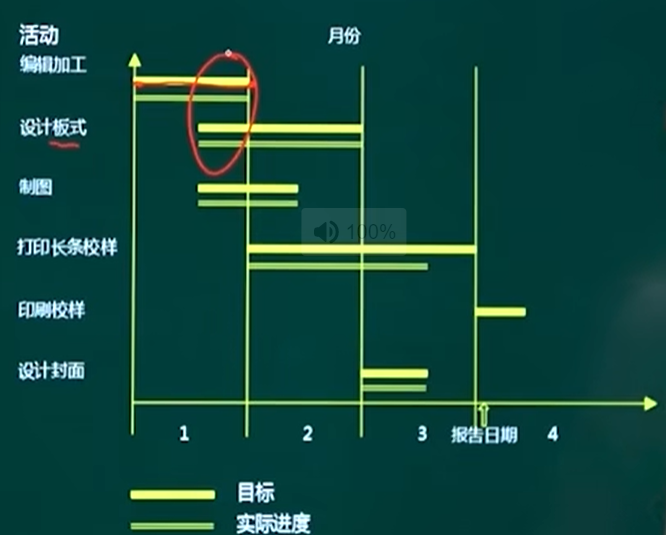 活动
月份
编辑加工
设计板式
制图
100%
打印长条校样
印刷校样
设计封面
1 2 3 报告日期 4
目标
实际进度